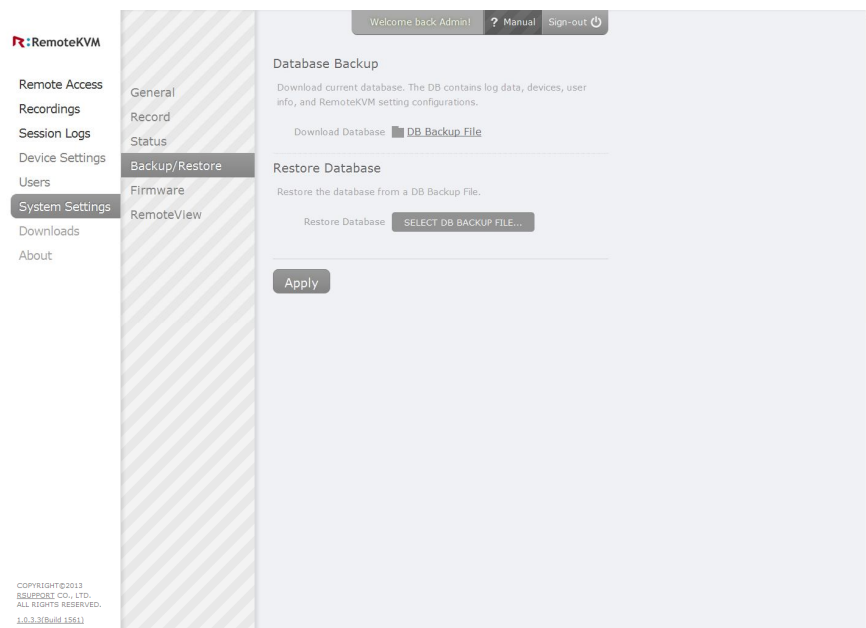 Welcome back Admin! ? Manual Sign-out
R:RemoteKVM
Remote Access
Recordings
Session Logs
Device Settings
Users
System Settings
Downloads
About
General
Record
Status
Backup/Restore
Firmware
RemoteView
Database Backup
Download current database. The DB contains log data, devices, user
info, and RemoteKVM setting configurations.
Download Database DB Backup File
Restore Database
Restore the database from a DB Backup File.
Restore Database SELECT DB BACKUP FILE...
Apply
COPYRIGHT©2013
RSUPPORT CO., LTD.
ALL RIGHTS RESERVED.
1.0.3.3(Build 1561)